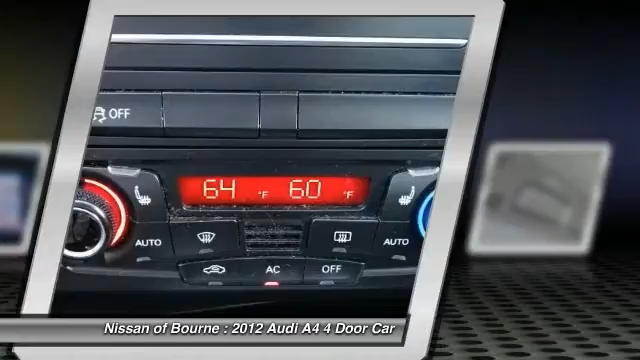 OFF
64 °F 60 °F
AUTO AUTO
AC OFF
Nissan of Bourne : 2012 Audi A4 4 Door Car